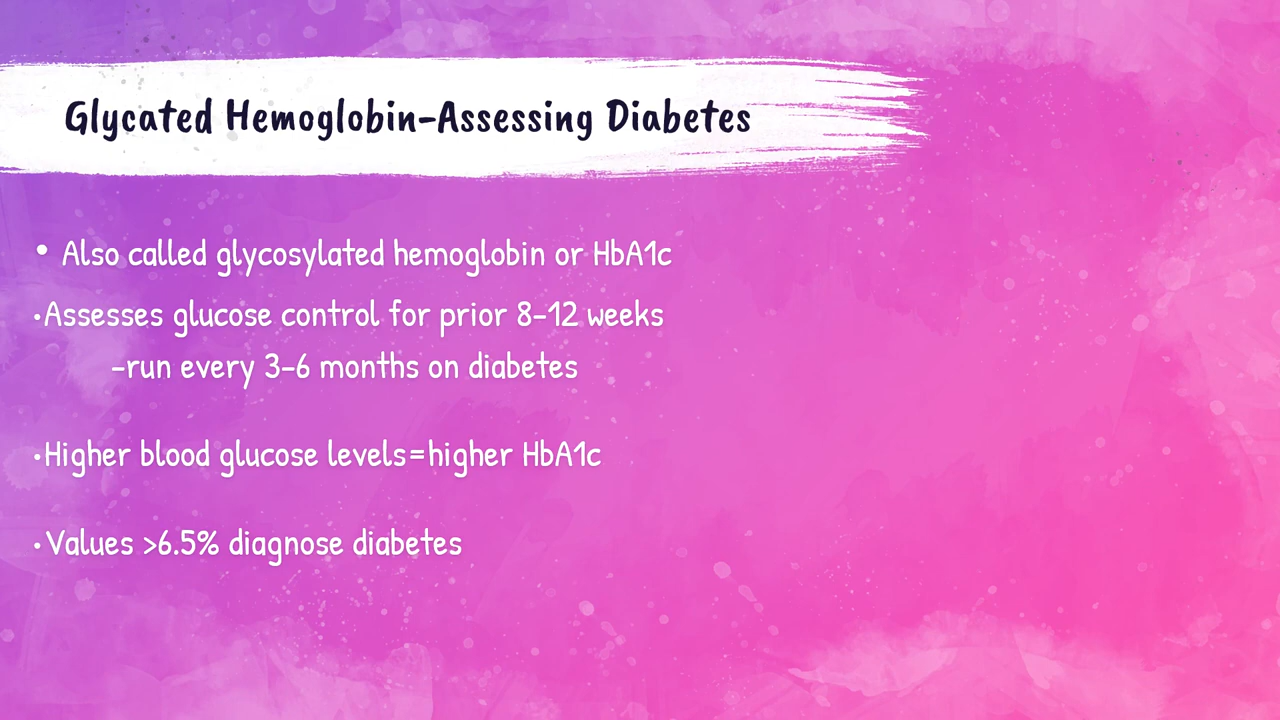 Glycated Hemoglobin-Assessing Diabetes
• Also called glycosylated hemoglobin or HbA1c
•Assesses glucose control for prior 8-12 weeks
-run every 3-6 months on diabetes
•Higher blood glucose levels=higher HbA1c
•Values >6.5% diagnose diabetes